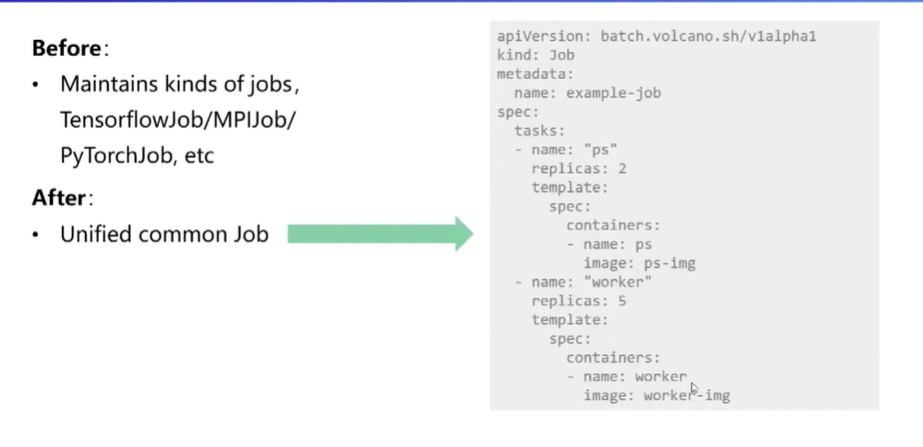 Before:
• Maintains kinds of jobs,
TensorflowJob/MPIJob/
PyTorchJob, etc
After:
• Unified common Job
apiVersion: batch.volcano.sh/v1alpha1
kind: Job
metadata:
  name: example-job
spec:
  tasks:
  - name: "ps"
    replicas: 2
    template:
      spec:
        containers:
        - name: ps
          image: ps-img
  - name: "worker"
    replicas: 5
    template:
      spec:
        containers:
        - name: worker
          image: worker-img